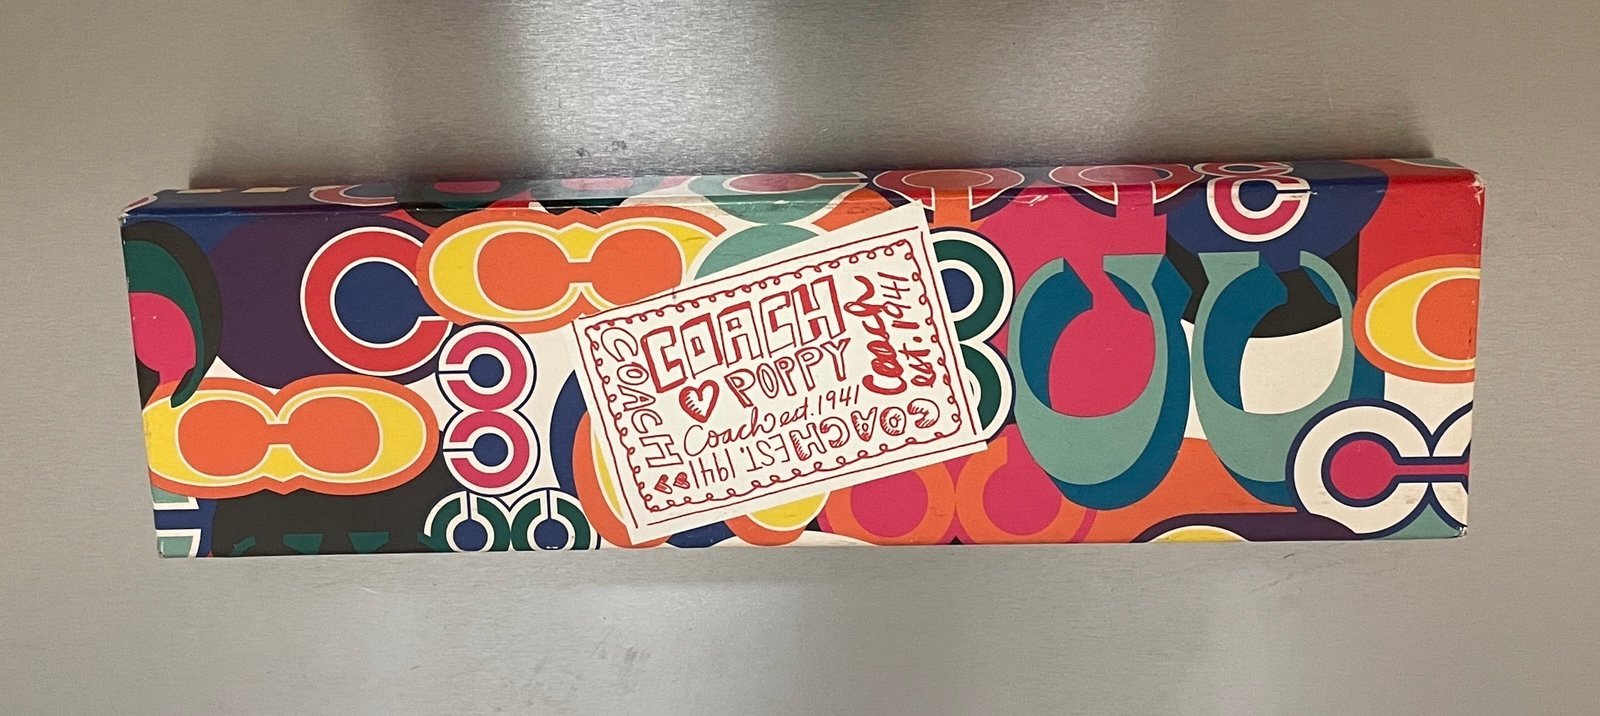 COACH
POPPY
Coach est. 1941
COACH
Coach
est. 1941
COACH
EST. 1941